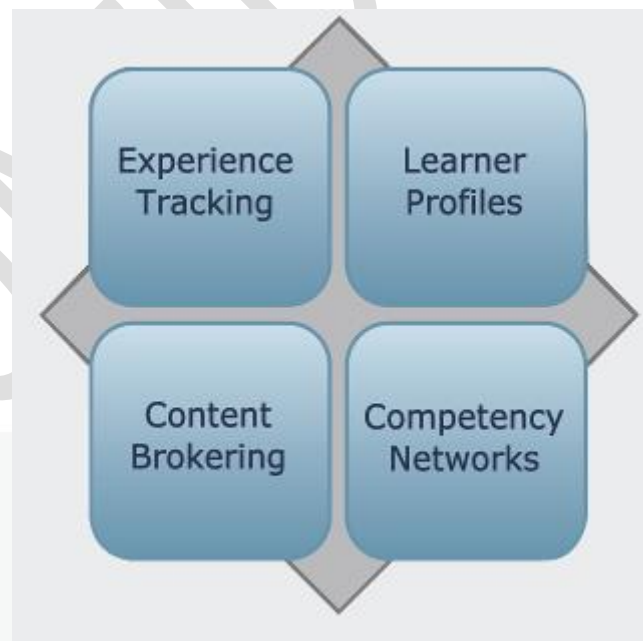 Experience
Tracking
Learner
Profiles
Content
Brokering
Competency
Networks